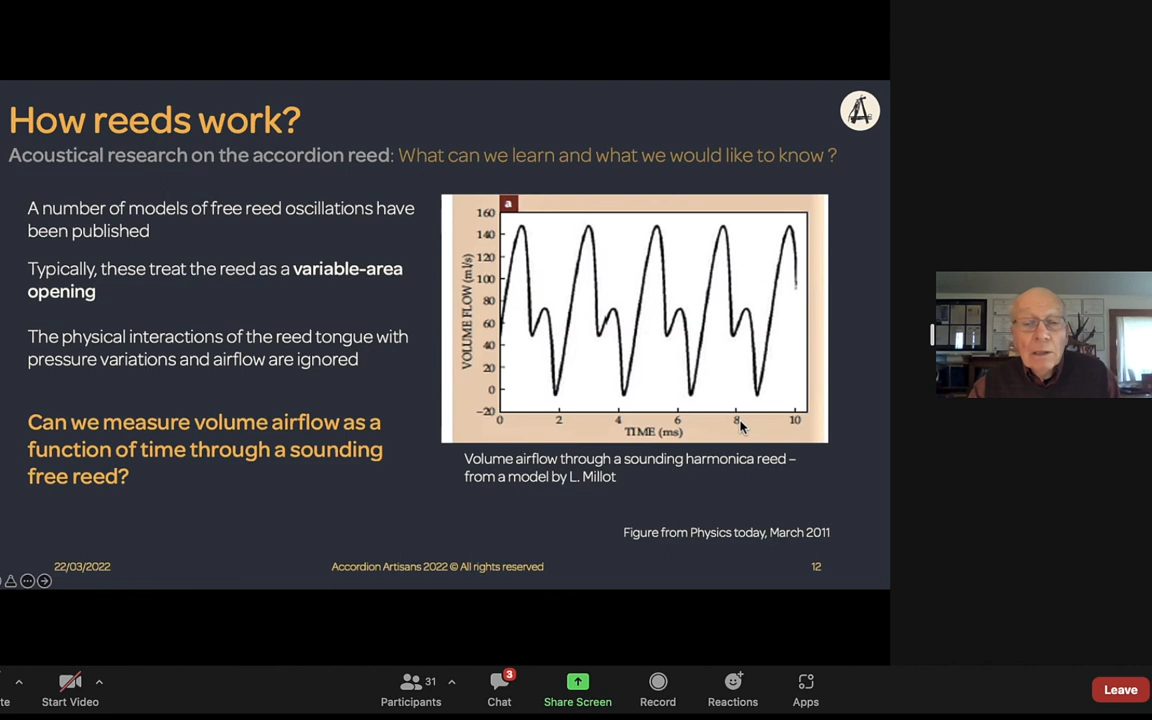 How reeds work?
Acoustical research on the accordion reed: What can we learn and what we would like to know ?
A number of models of free reed oscillations have
been published
Typically, these treat the reed as a variable-area
opening
The physical interactions of the reed tongue with
pressure variations and airflow are ignored
Can we measure volume airflow as a
function of time through a sounding
free reed?
a
VOLUME FLOW (ml/s)
160
140
120
100
80
60
40
20
0
-20
0 2 4 6 8 10
TIME (ms)
Volume airflow through a sounding harmonica reed –
from a model by L. Millot
Figure from Physics today, March 2011
22/03/2022 Accordion Artisans 2022 © All rights reserved 12
te Start Video Participants 31 Chat 3 Share Screen Record Reactions Apps Leave